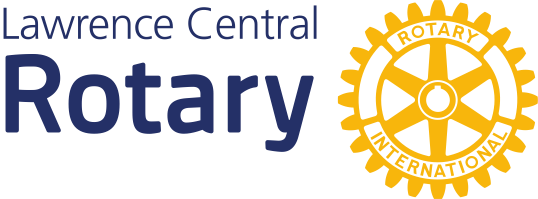 Lawrence Central
Rotary
ROTARY
INTERNATIONAL